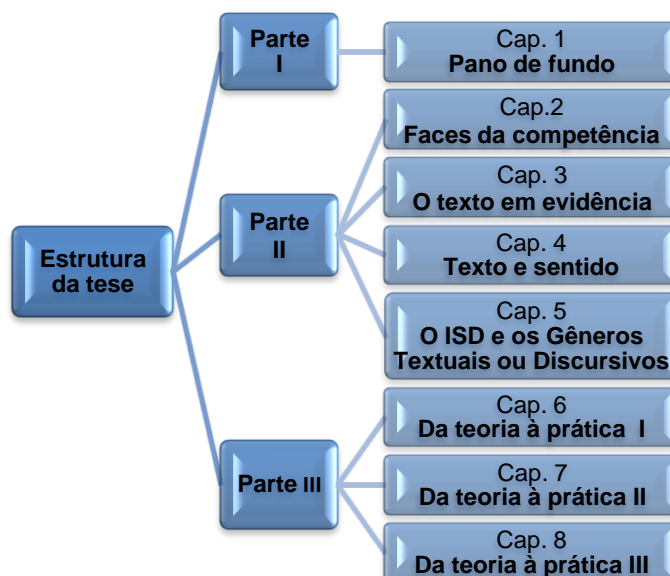 Estrutura
da tese
Parte
I
Cap. 1
Pano de fundo
Parte
II
Cap.2
Faces da competência
Cap. 3
O texto em evidência
Cap. 4
Texto e sentido
Cap. 5
O ISD e os Gêneros
Textuais ou Discursivos
Parte III
Cap. 6
Da teoria à prática I
Cap. 7
Da teoria à prática II
Cap. 8
Da teoria à prática III